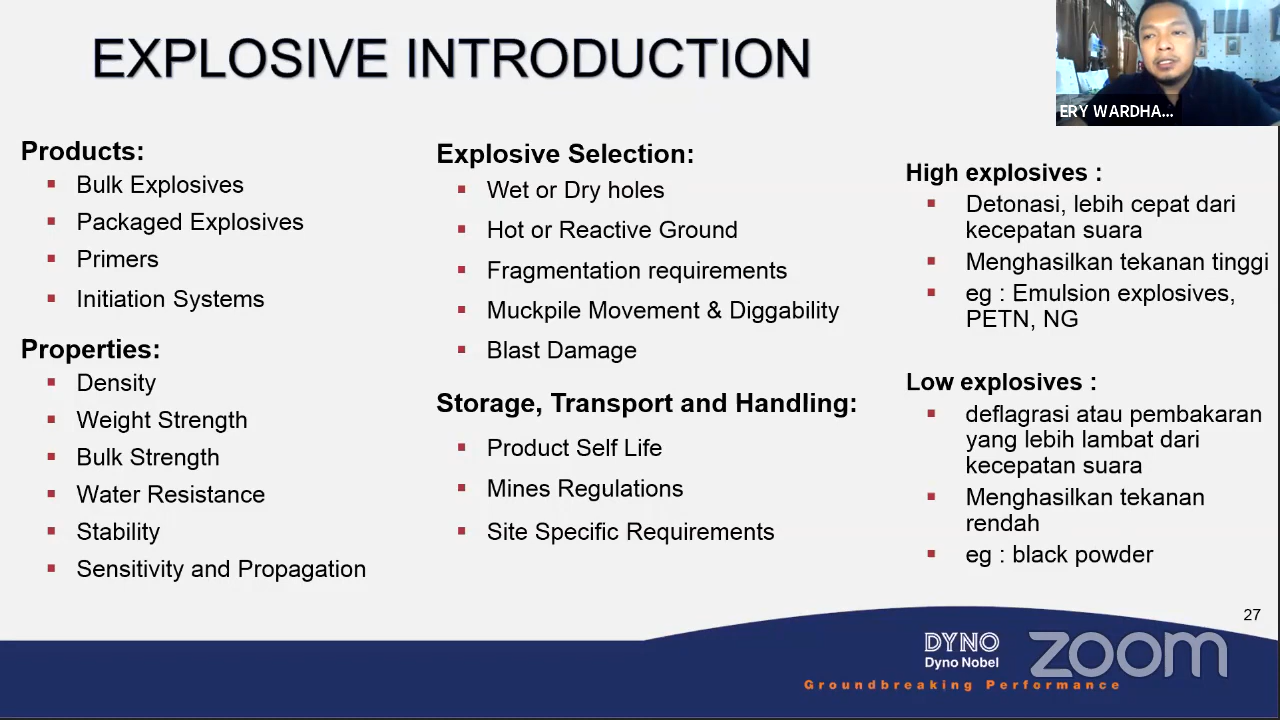 EXPLOSIVE INTRODUCTION
ERY WARDHA...
Products:
Bulk Explosives
Packaged Explosives
Primers
Initiation Systems
Properties:
Density
Weight Strength
Bulk Strength
Water Resistance
Stability
Sensitivity and Propagation
Explosive Selection:
Wet or Dry holes
Hot or Reactive Ground
Fragmentation requirements
Muckpile Movement & Diggability
Blast Damage
Storage, Transport and Handling:
Product Self Life
Mines Regulations
Site Specific Requirements
High explosives :
Detonasi, lebih cepat dari
kecepatan suara
Menghasilkan tekanan tinggi
eg : Emulsion explosives,
PETN, NG
Low explosives :
deflagrasi atau pembakaran
yang lebih lambat dari
kecepatan suara
Menghasilkan tekanan
rendah
eg : black powder
27
DYNO
Dyno Nobel
zoom
Groundbreaking Performance